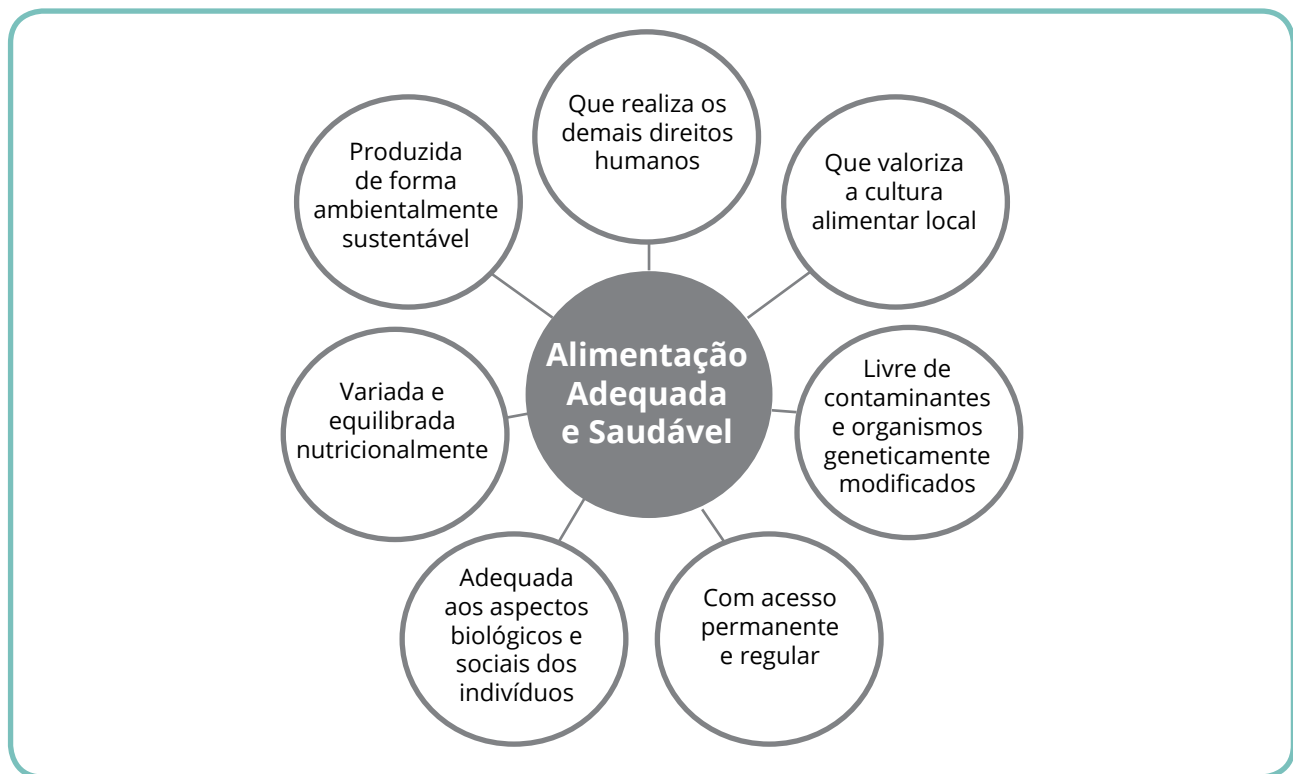 Que realiza os
demais direitos
humanos
Que valoriza
a cultura
alimentar local
Livre de
contaminantes
e organismos
geneticamente
modificados
Com acesso
permanente
e regular
Adequada
aos aspectos
biológicos e
sociais dos
indivíduos
Variada e
equilibrada
nutricionalmente
Produzida
de forma
ambientalmente
sustentável
Alimentação
Adequada
e Saudável